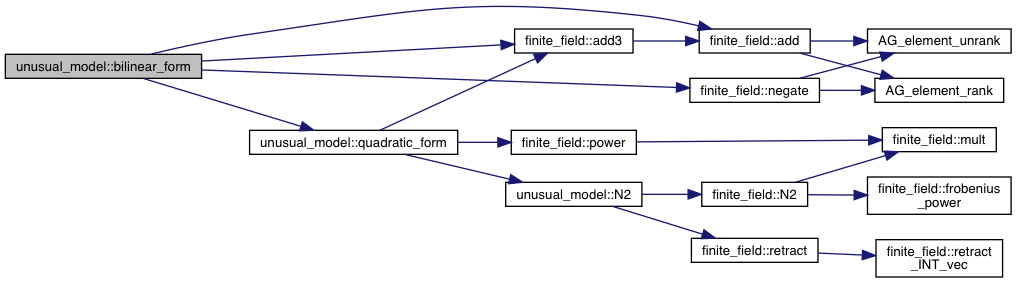 unusual_model::bilinear_form
finite_field::add3
finite_field::add
AG_element_unrank
finite_field::negate
AG_element_rank
unusual_model::quadratic_form
finite_field::power
finite_field::mult
unusual_model::N2
finite_field::N2
finite_field::frobenius
_power
finite_field::retract
finite_field::retract
_INT_vec